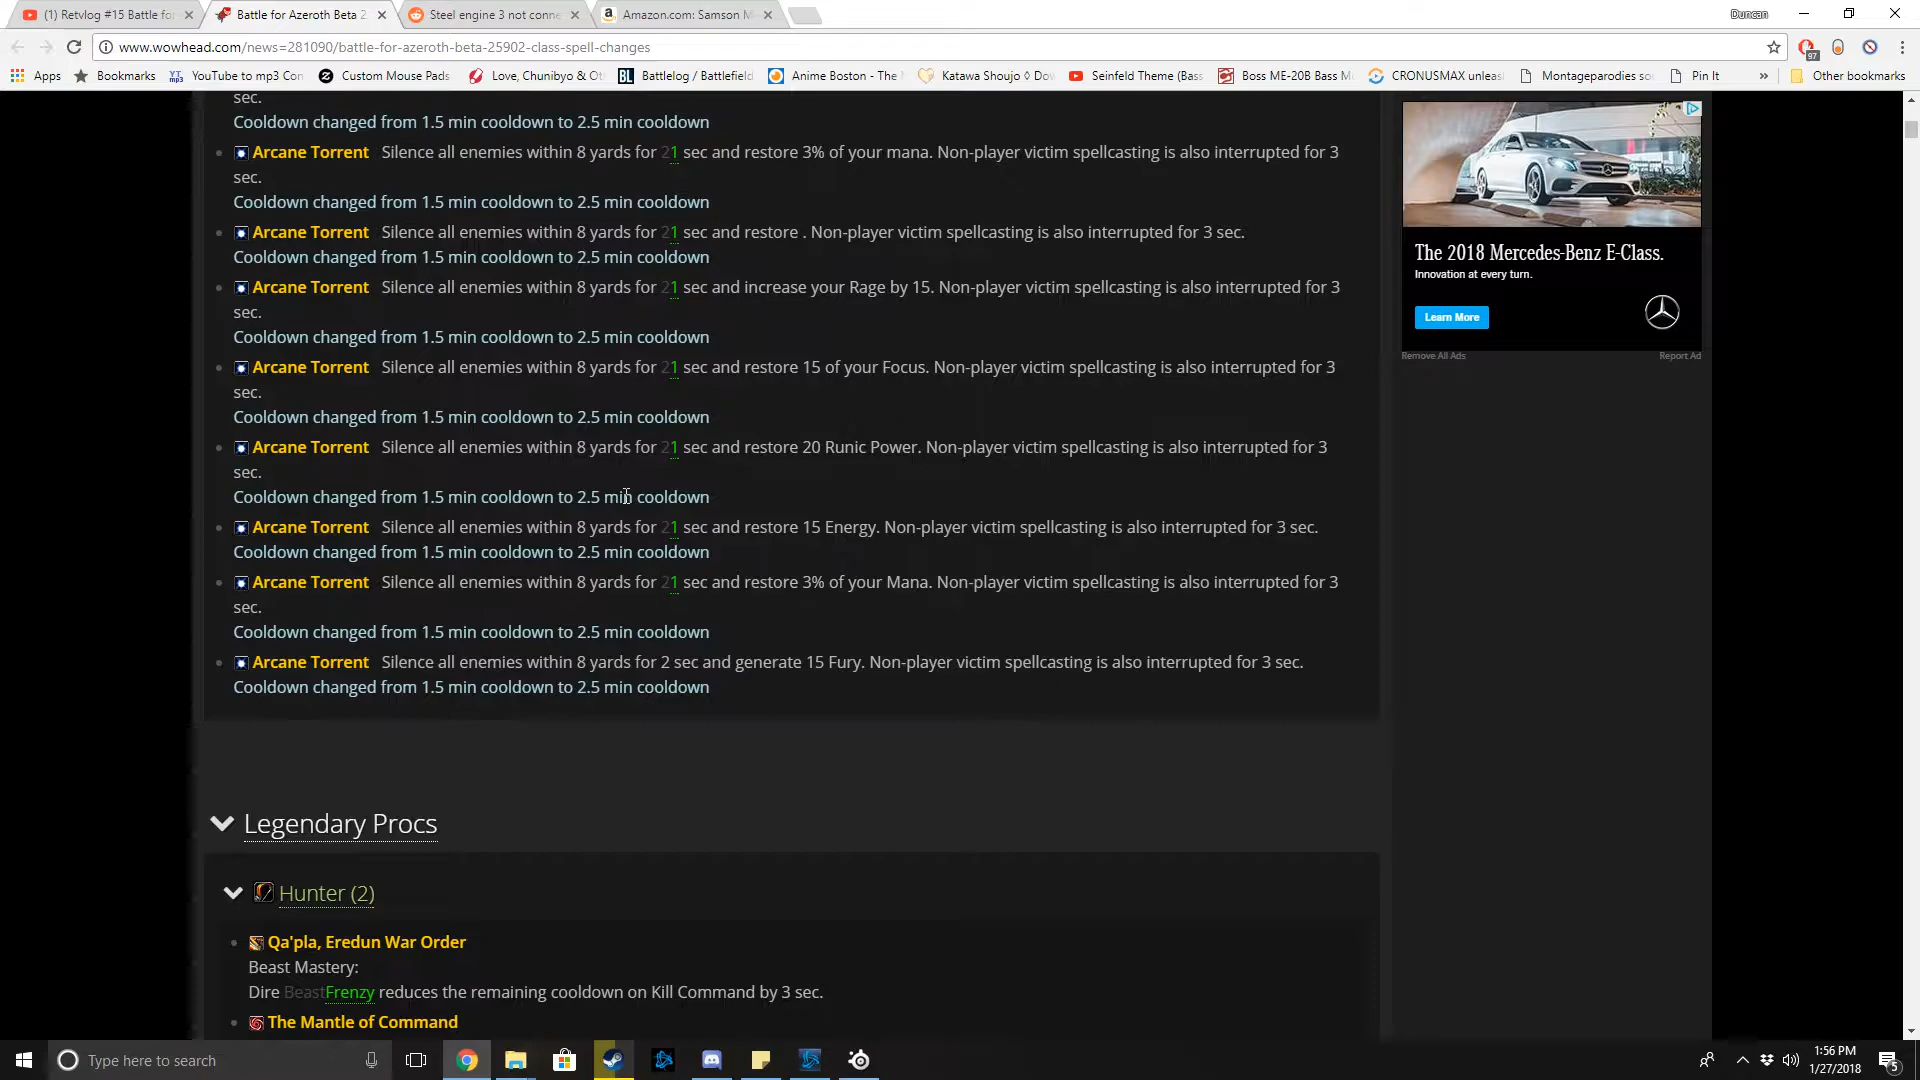 (1) Retvlog #15 Battle fo
Battle for Azeroth Beta 2
Steel engine 3 not conne
Amazon.com: Samson M
Duncan
www.wowhead.com/news=281090/battle-for-azeroth-beta-25902-class-spell-changes
97
Apps
Bookmarks
YouTube to mp3 Con
Custom Mouse Pads
Love, Chunibyo & Ot
Battlelog / Battlefield
Anime Boston - The
Katawa Shoujo ◊ Dow
Seinfeld Theme (Bass
Boss ME-20B Bass M
CRONUSMAX unleas
Montageparodies so
Pin It
»
Other bookmarks
sec.
Cooldown changed from 1.5 min cooldown to 2.5 min cooldown
Arcane Torrent Silence all enemies within 8 yards for 21 sec and restore 3% of your mana. Non-player victim spellcasting is also interrupted for 3
sec.
Cooldown changed from 1.5 min cooldown to 2.5 min cooldown
Arcane Torrent Silence all enemies within 8 yards for 21 sec and restore . Non-player victim spellcasting is also interrupted for 3 sec.
Cooldown changed from 1.5 min cooldown to 2.5 min cooldown
Arcane Torrent Silence all enemies within 8 yards for 21 sec and increase your Rage by 15. Non-player victim spellcasting is also interrupted for 3
sec.
Cooldown changed from 1.5 min cooldown to 2.5 min cooldown
Arcane Torrent Silence all enemies within 8 yards for 21 sec and restore 15 of your Focus. Non-player victim spellcasting is also interrupted for 3
sec.
Cooldown changed from 1.5 min cooldown to 2.5 min cooldown
Arcane Torrent Silence all enemies within 8 yards for 21 sec and restore 20 Runic Power. Non-player victim spellcasting is also interrupted for 3
sec.
Cooldown changed from 1.5 min cooldown to 2.5 min cooldown
Arcane Torrent Silence all enemies within 8 yards for 21 sec and restore 15 Energy. Non-player victim spellcasting is also interrupted for 3 sec.
Cooldown changed from 1.5 min cooldown to 2.5 min cooldown
Arcane Torrent Silence all enemies within 8 yards for 21 sec and restore 3% of your Mana. Non-player victim spellcasting is also interrupted for 3
sec.
Cooldown changed from 1.5 min cooldown to 2.5 min cooldown
Arcane Torrent Silence all enemies within 8 yards for 2 sec and generate 15 Fury. Non-player victim spellcasting is also interrupted for 3 sec.
Cooldown changed from 1.5 min cooldown to 2.5 min cooldown
The 2018 Mercedes-Benz E-Class.
Innovation at every turn.
Learn More
Remove All Ads
Report Ad
Legendary Procs
Hunter (2)
Qa'pla, Eredun War Order
Beast Mastery:
Dire BeastFrenzy reduces the remaining cooldown on Kill Command by 3 sec.
The Mantle of Command
Type here to search
1:56 PM
1/27/2018
5